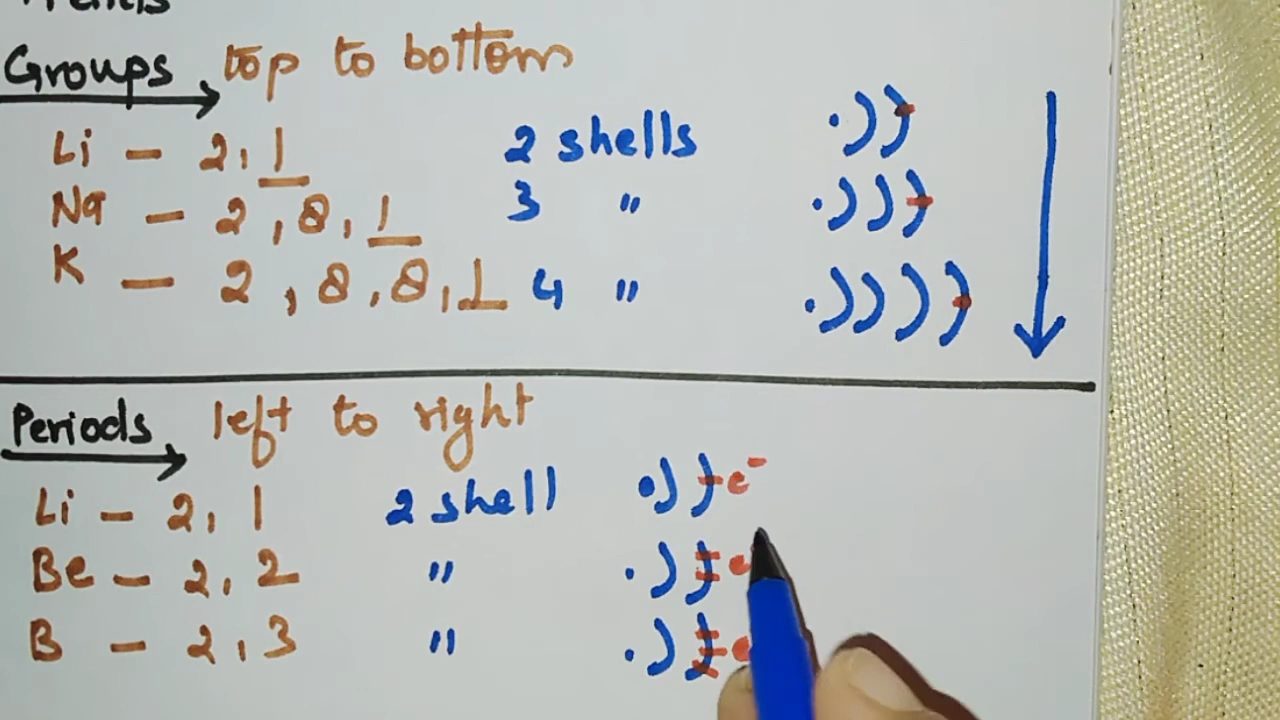 Trends
Groups → top to bottom
Li - 2, 1 2 shells
Na - 2, 8, 1 3 "
K - 2, 8, 8, 1 4 "
Periods → left to right
Li - 2, 1 2 shell e⁻
Be - 2, 2 " e
B - 2, 3 "